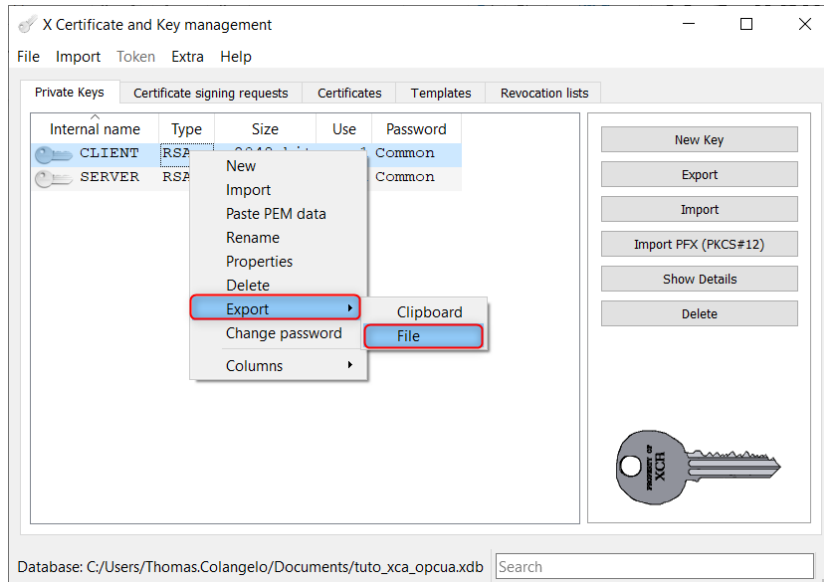 X Certificate and Key management
File Import Token Extra Help
Private Keys Certificate signing requests Certificates Templates Revocation lists
Internal name Type Size Use Password
CLIENT RSA Common
SERVER RSA Common
New
Import
Paste PEM data
Rename
Properties
Delete
Export
Change password
Columns
Clipboard
File
New Key
Export
Import
Import PFX (PKCS#12)
Show Details
Delete
PROPERTY OF
XCA
Database: C:/Users/Thomas.Colangelo/Documents/tuto_xca_opcua.xdb Search